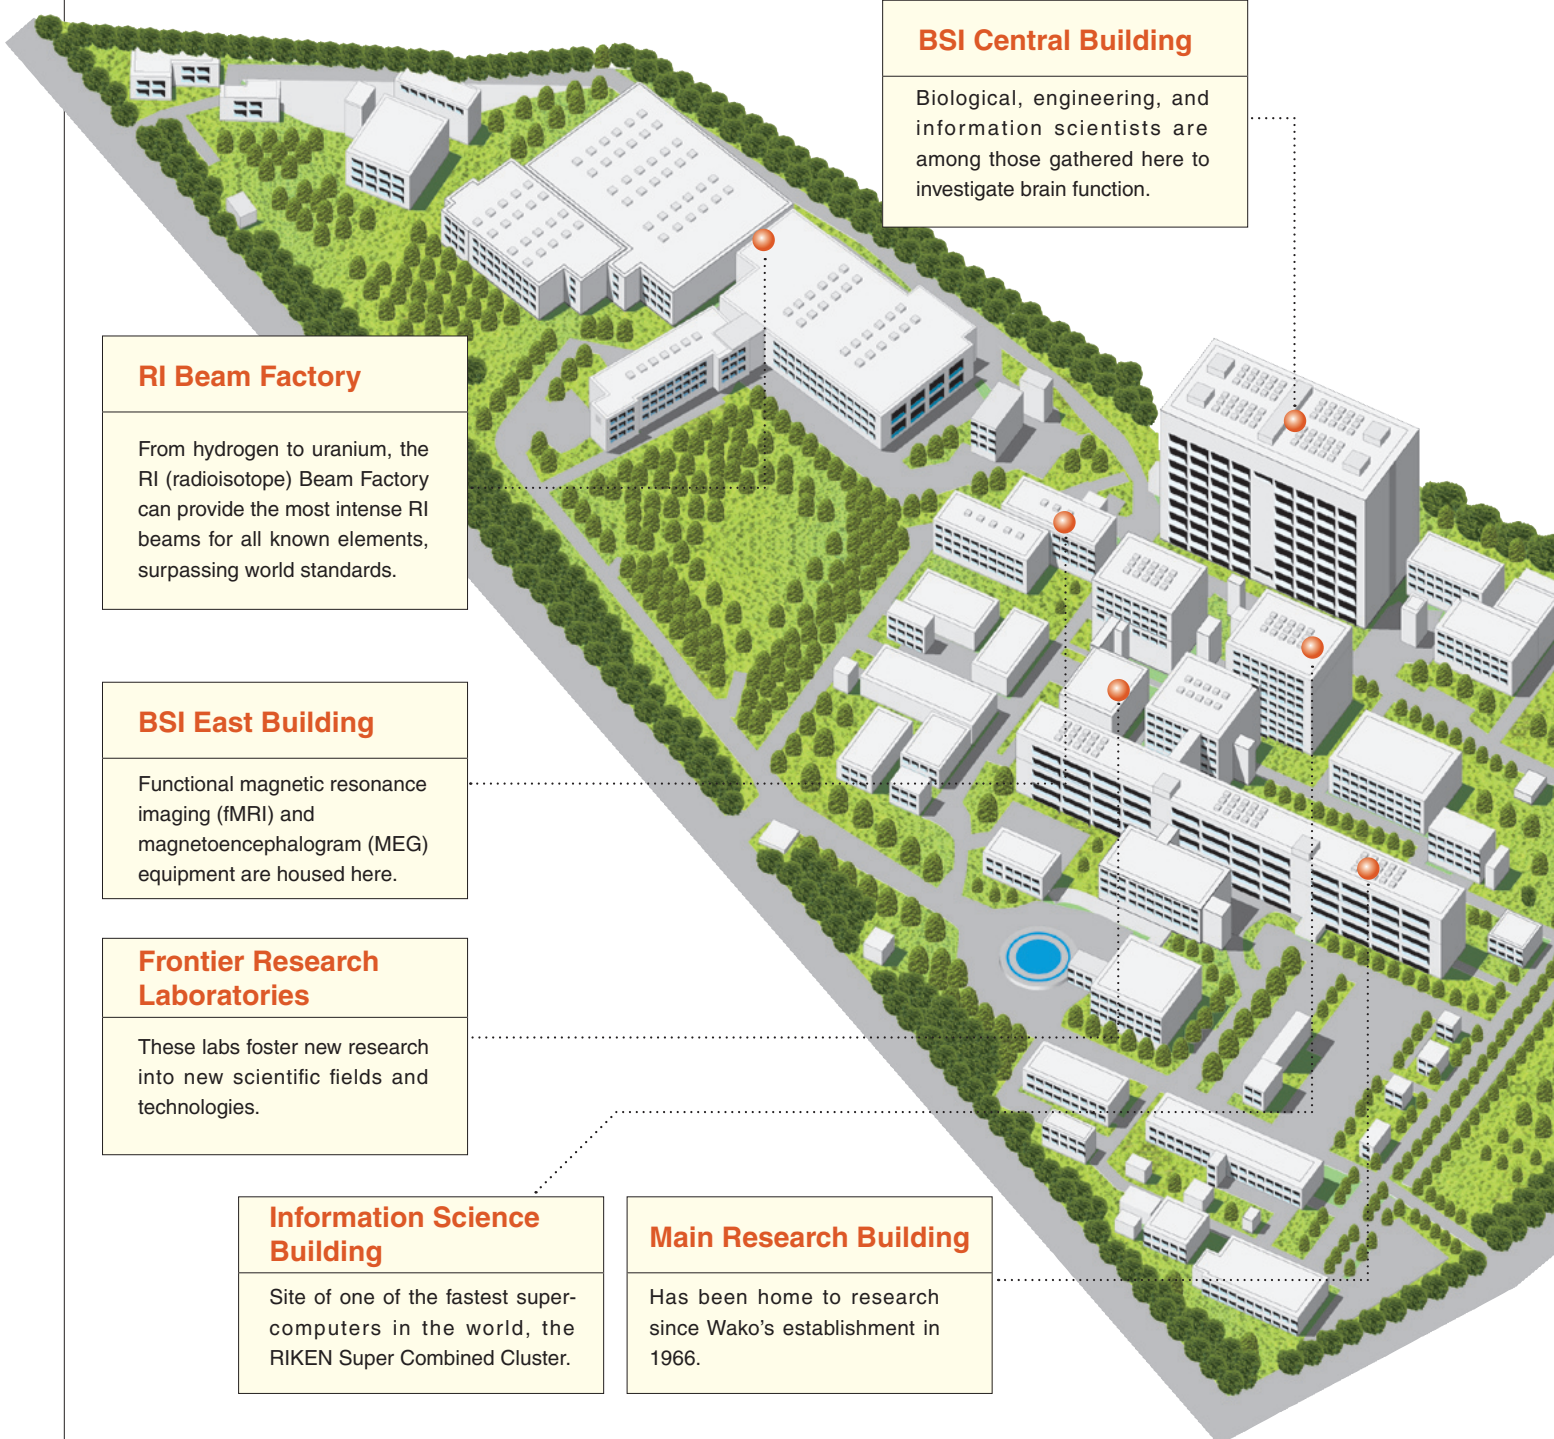 BSI Central Building
Biological, engineering, and
information scientists are
among those gathered here to
investigate brain function.
RI Beam Factory
From hydrogen to uranium, the
RI (radioisotope) Beam Factory
can provide the most intense RI
beams for all known elements,
surpassing world standards.
BSI East Building
Functional magnetic resonance
imaging (fMRI) and
magnetoencephalogram (MEG)
equipment are housed here.
Frontier Research
Laboratories
These labs foster new research
into new scientific fields and
technologies.
Information Science
Building
Site of one of the fastest super-
computers in the world, the
RIKEN Super Combined Cluster.
Main Research Building
Has been home to research
since Wako’s establishment in
1966.